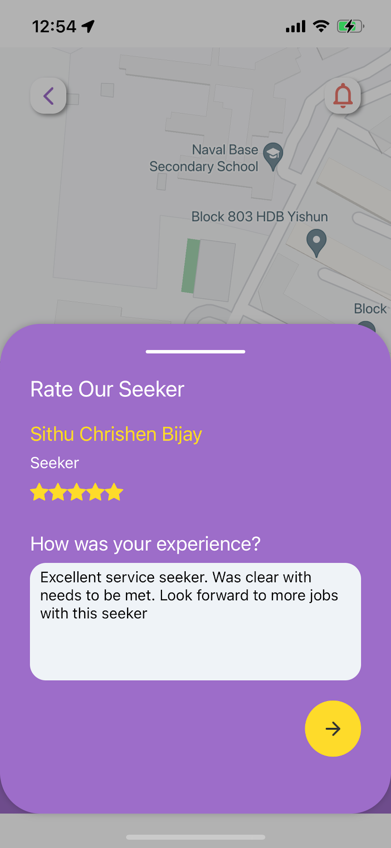 12:54
Naval Base
Secondary School
Block 803 HDB Yishun
Block
Rate Our Seeker
Sithu Chrishen Bijay
Seeker
How was your experience?
Excellent service seeker. Was clear with
needs to be met. Look forward to more jobs
with this seeker